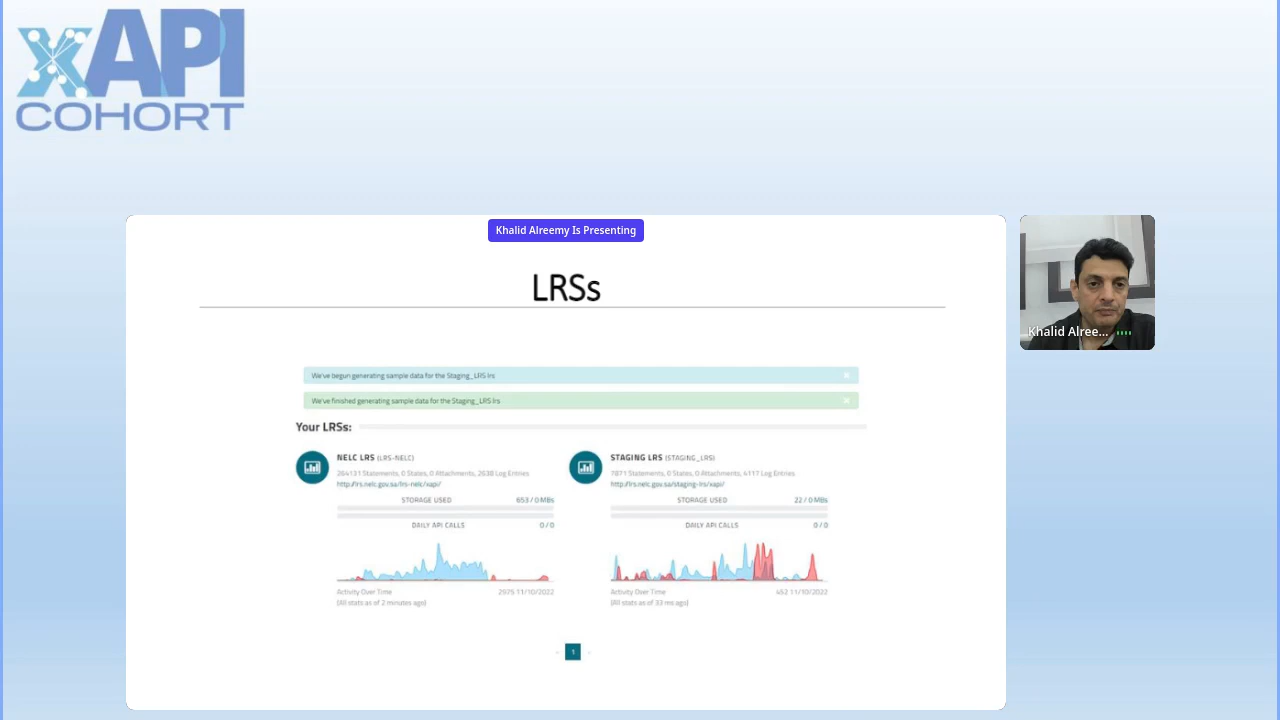 xAPI
COHORT
Khalid Alreemy Is Presenting
LRSs
Khalid Alree...
We've begun generating sample data for the Staging_LRS lrs
We've finished generating sample data for the Staging_LRS lrs
Your LRSs:
NELC LRS (LRS-NELC)
264131 Statements, 0 States, 0 Attachments, 2638 Log Entries
http://lrs.nelc.gov.sa/lrs-nelc/xapi/
STORAGE USED 653 / 0 MBs
DAILY API CALLS 0 / 0
Activity Over Time 2975 11/10/2022
(All stats as of 2 minutes ago)
STAGING LRS (STAGING_LRS)
7871 Statements, 0 States, 0 Attachments, 4117 Log Entries
http://lrs.nelc.gov.sa/staging-lrs/xapi/
STORAGE USED 22 / 0 MBs
DAILY API CALLS 0 / 0
Activity Over Time 452 11/10/2022
(All stats as of 33 ms ago)
1